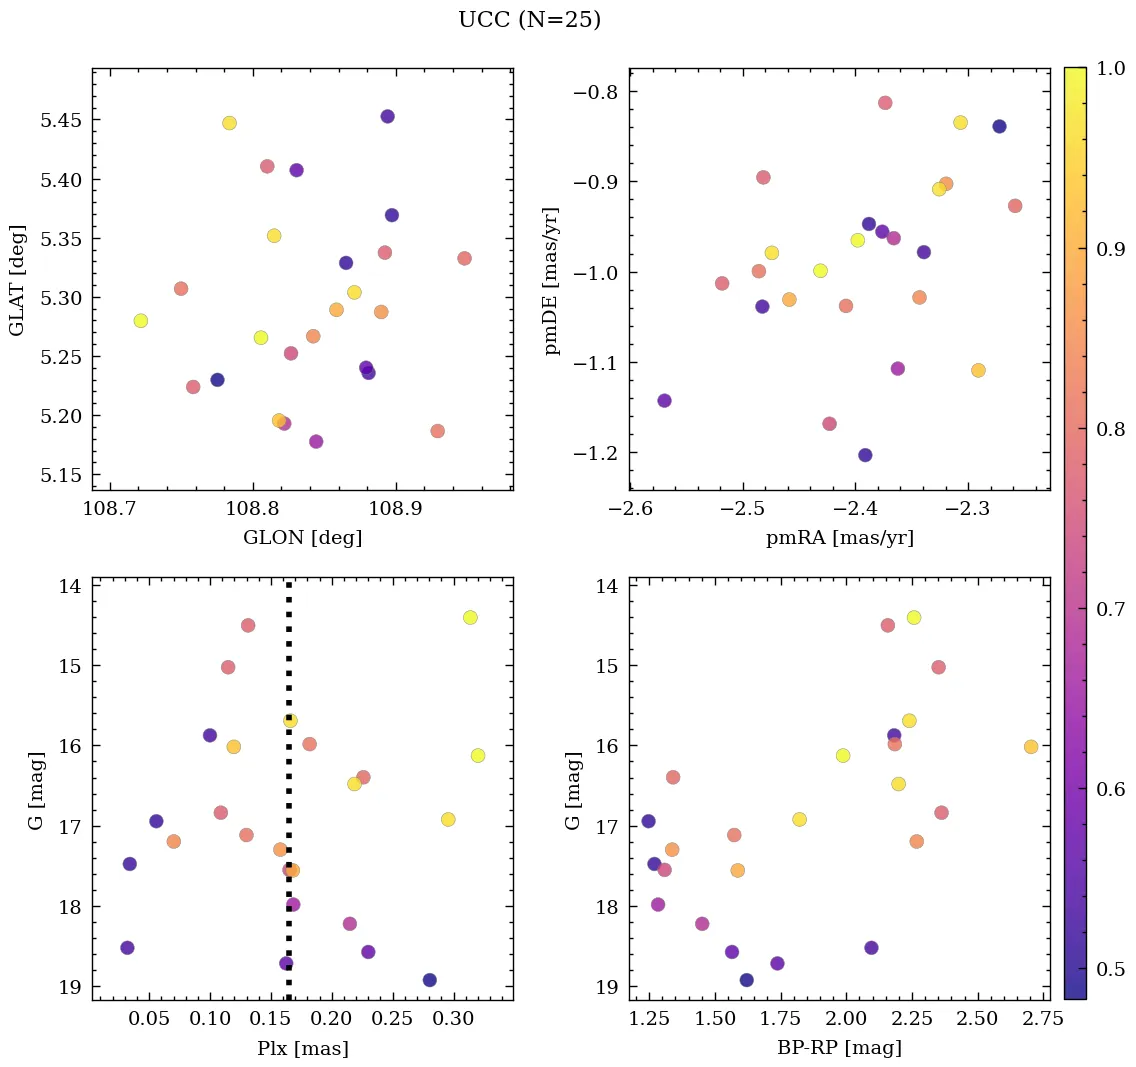 UCC (N=25)
5.45
5.40
5.35
5.30
5.25
5.20
5.15
GLAT [deg]
108.7 108.8 108.9
GLON [deg]
−0.8
−0.9
−1.0
−1.1
−1.2
pmDE [mas/yr]
−2.6 −2.5 −2.4 −2.3
pmRA [mas/yr]
14
15
16
17
18
19
G [mag]
0.05 0.10 0.15 0.20 0.25 0.30
Plx [mas]
14
15
16
17
18
19
G [mag]
1.25 1.50 1.75 2.00 2.25 2.50 2.75
BP-RP [mag]
1.0
0.9
0.8
0.7
0.6
0.5